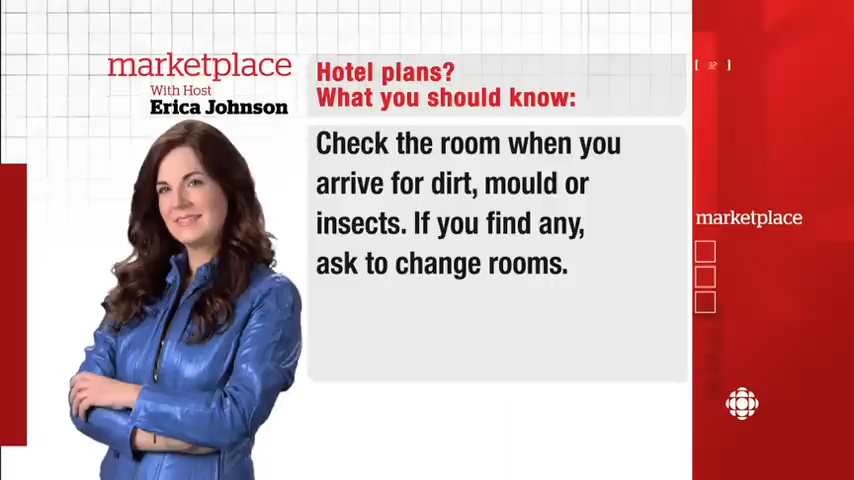 marketplace
With Host
Erica Johnson
Hotel plans?
What you should know:
Check the room when you
arrive for dirt, mould or
insects. If you find any,
ask to change rooms.
[ 32 ]
marketplace